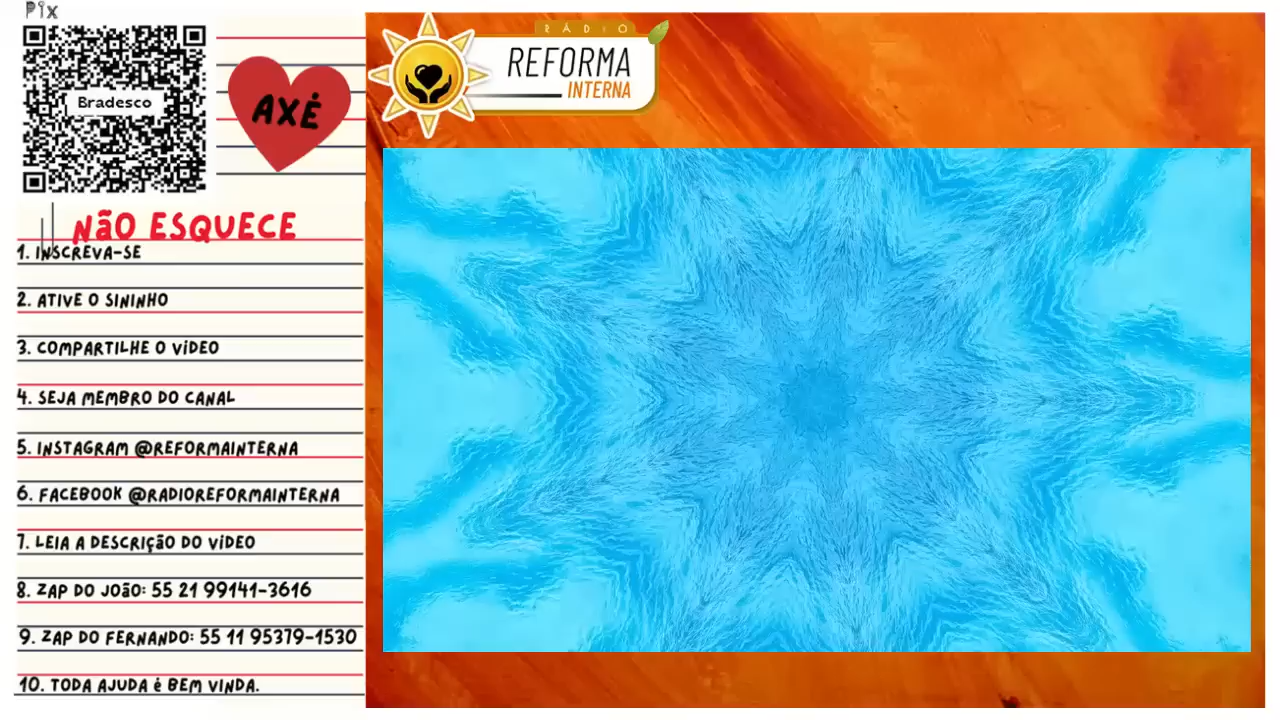 Pix
Bradesco
AXÉ
NÃO ESQUECE
1. INSCREVA-SE
2. ATIVE O SININHO
3. COMPARTILHE O VÍDEO
4. SEJA MEMBRO DO CANAL
5. INSTAGRAM @REFORMAINTERNA
6. FACEBOOK @RADIOREFORMAINTERNA
7. LEIA A DESCRIÇÃO DO VÍDEO
8. ZAP DO JOÃO: 55 21 99141-3616
9. ZAP DO FERNANDO: 55 11 95379-1530
10. TODA AJUDA É BEM VINDA.
RÁDIO
REFORMA
INTERNA